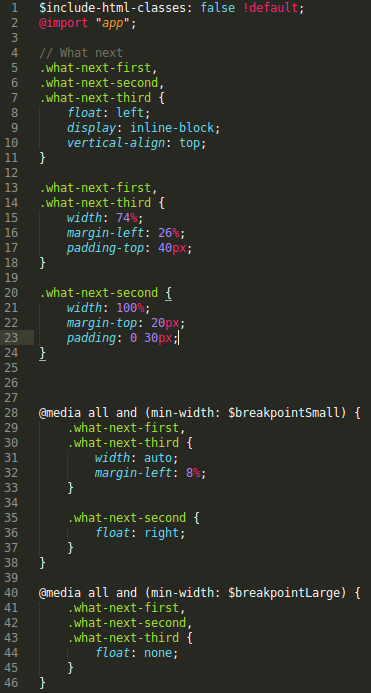 1 $include-html-classes: false !default;
2 @import "app";
3
4 // What next
5 .what-next-first,
6 .what-next-second,
7 .what-next-third {
8     float: left;
9     display: inline-block;
10     vertical-align: top;
11 }
12
13 .what-next-first,
14 .what-next-third {
15     width: 74%;
16     margin-left: 26%;
17     padding-top: 40px;
18 }
19
20 .what-next-second {
21     width: 100%;
22     margin-top: 20px;
23     padding: 0 30px;
24 }
25
26
27
28 @media all and (min-width: $breakpointSmall) {
29     .what-next-first,
30     .what-next-third {
31         width: auto;
32         margin-left: 8%;
33     }
34
35     .what-next-second {
36         float: right;
37     }
38 }
39
40 @media all and (min-width: $breakpointLarge) {
41     .what-next-first,
42     .what-next-second,
43     .what-next-third {
44         float: none;
45     }
46 }